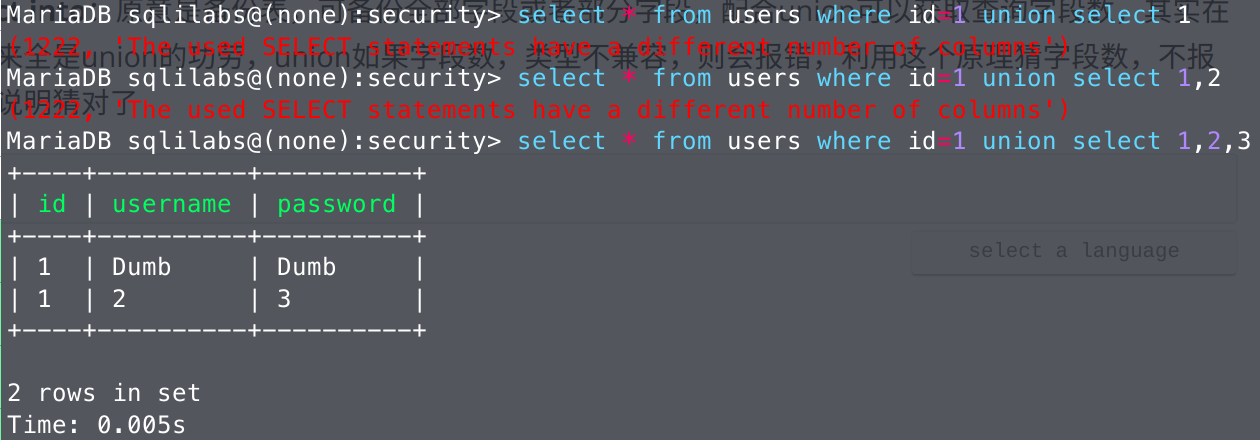 MariaDB sqlilabs@(none):security> select * from users where id=1 union select 1
(1222, 'The used SELECT statements have a different number of columns')
来全是union的功劳，union如果字段数，类型不兼容，则会报错，利用这个原理猜字段数，不报
MariaDB sqlilabs@(none):security> select * from users where id=1 union select 1,2
说明猜对了
(1222, 'The used SELECT statements have a different number of columns')
MariaDB sqlilabs@(none):security> select * from users where id=1 union select 1,2,3
+----+----------+----------+
| id | username | password |
+----+----------+----------+
| 1  | Dumb     | Dumb     |
select a language
| 1  | 2        | 3        |
+----+----------+----------+
2 rows in set
Time: 0.005s